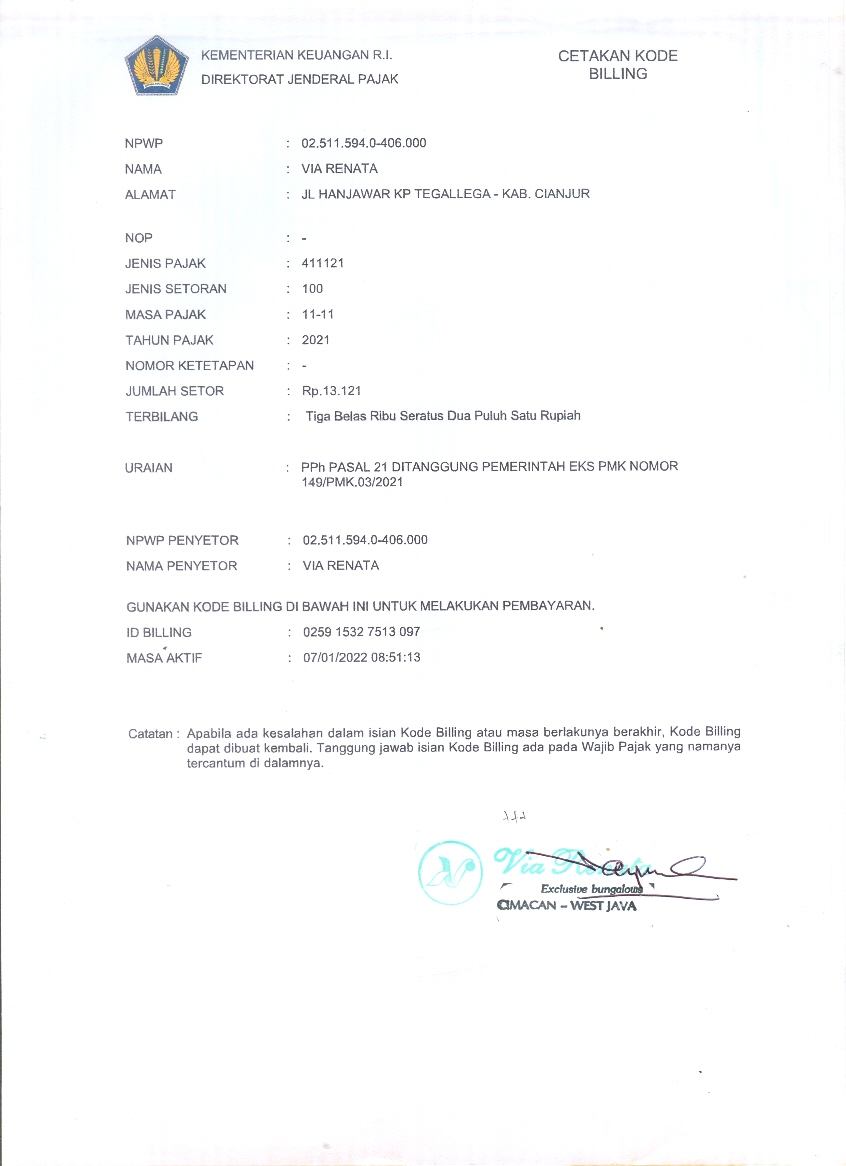 KEMENTERIAN KEUANGAN R.I.
DIREKTORAT JENDERAL PAJAK
CETAKAN KODE
BILLING
NPWP : 02.511.594.0-406.000
NAMA : VIA RENATA
ALAMAT : JL HANJAWAR KP TEGALLEGA - KAB. CIANJUR
NOP : -
JENIS PAJAK : 411121
JENIS SETORAN : 100
MASA PAJAK : 11-11
TAHUN PAJAK : 2021
NOMOR KETETAPAN : -
JUMLAH SETOR : Rp.13.121
TERBILANG : Tiga Belas Ribu Seratus Dua Puluh Satu Rupiah
URAIAN : PPh PASAL 21 DITANGGUNG PEMERINTAH EKS PMK NOMOR
149/PMK.03/2021
NPWP PENYETOR : 02.511.594.0-406.000
NAMA PENYETOR : VIA RENATA
GUNAKAN KODE BILLING DI BAWAH INI UNTUK MELAKUKAN PEMBAYARAN.
ID BILLING : 0259 1532 7513 097
MASA AKTIF : 07/01/2022 08:51:13
Catatan : Apabila ada kesalahan dalam isian Kode Billing atau masa berlakunya berakhir, Kode Billing
dapat dibuat kembali. Tanggung jawab isian Kode Billing ada pada Wajib Pajak yang namanya
tercantum di dalamnya.
Via Renata
Exclusive bungalows
CIMACAN - WEST JAVA